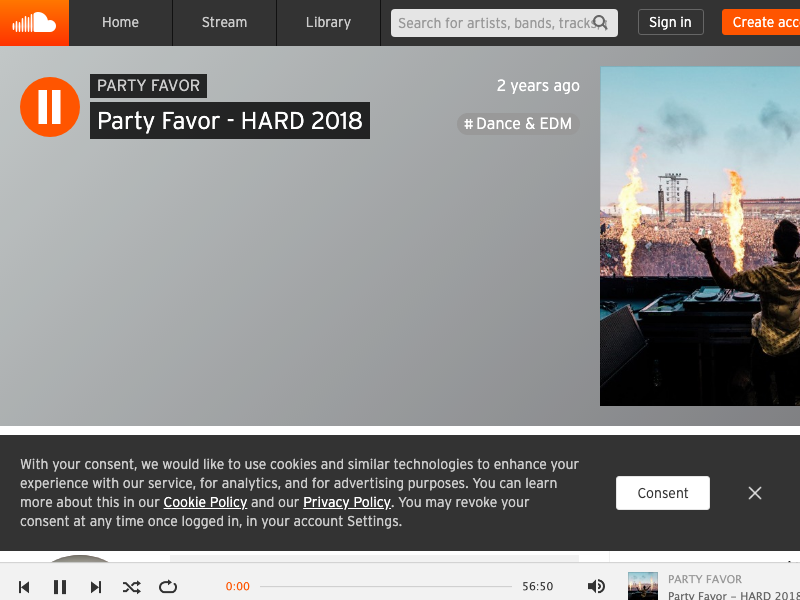 Home
Stream
Library
Search for artists, bands, tracks,
Sign in
Create acc
PARTY FAVOR
2 years ago
Party Favor - HARD 2018
# Dance & EDM
With your consent, we would like to use cookies and similar technologies to enhance your
experience with our service, for analytics, and for advertising purposes. You can learn
more about this in our Cookie Policy and our Privacy Policy. You may revoke your
consent at any time once logged in, in your account Settings.
Consent
0:00
56:50
PARTY FAVOR
Party Favor – HARD 2018